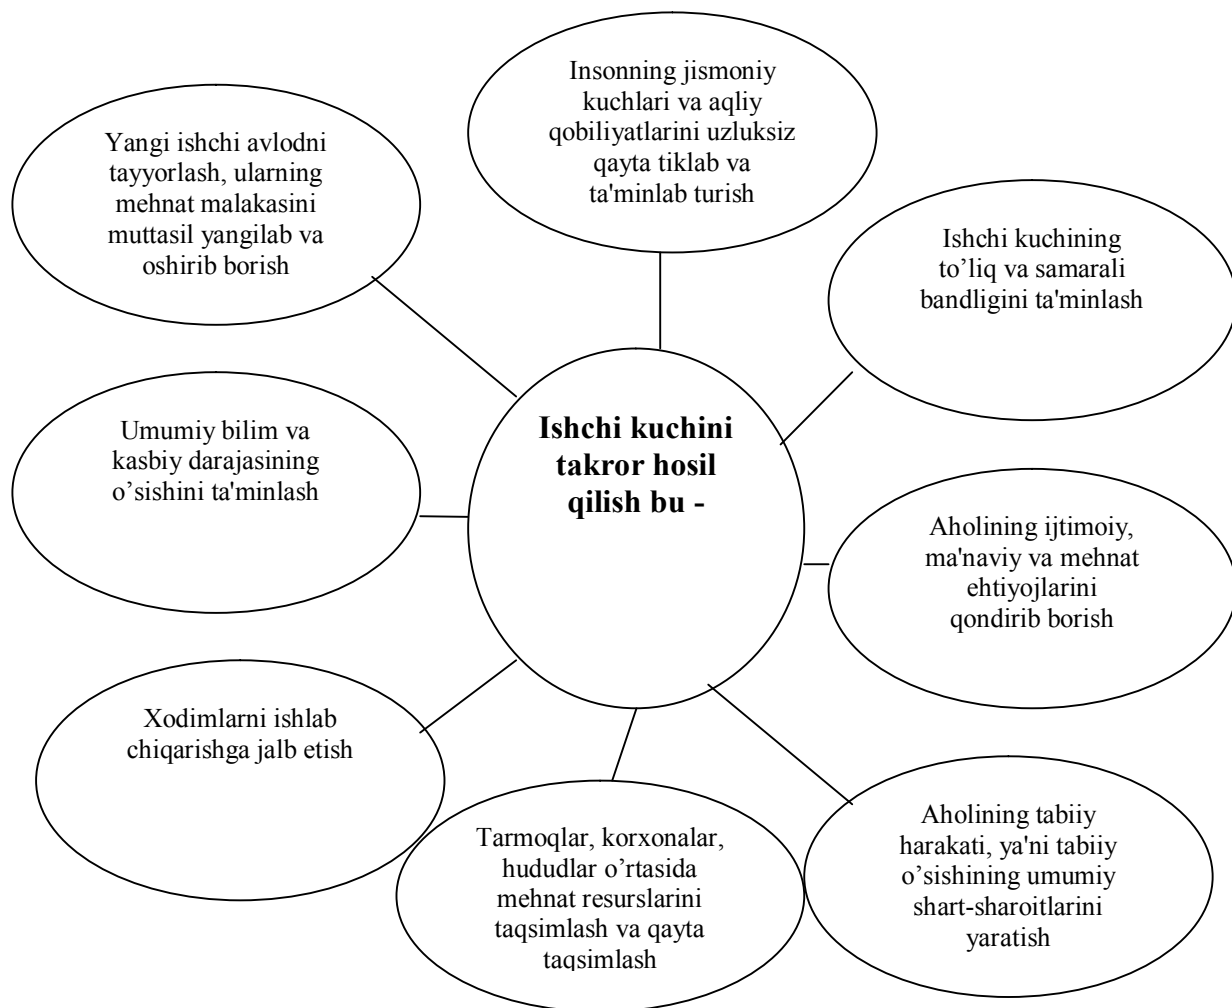 Insonning jismoniy
kuchlari va aqliy
qobiliyatlarini uzluksiz
qayta tiklab va
ta'minlab turish
Yangi ishchi avlodni
tayyorlash, ularning
mehnat malakasini
muttasil yangilab va
oshirib borish
Ishchi kuchining
to’liq va samarali
bandligini ta'minlash
Ishchi kuchini
takror hosil
qilish bu -
Umumiy bilim va
kasbiy darajasining
o’sishini ta'minlash
Aholining ijtimoiy,
ma'naviy va mehnat
ehtiyojlarini
qondirib borish
Xodimlarni ishlab
chiqarishga jalb etish
Tarmoqlar, korxonalar,
hududlar o’rtasida
mehnat resurslarini
taqsimlash va qayta
taqsimlash
Aholining tabiiy
harakati, ya'ni tabiiy
o’sishining umumiy
shart-sharoitlarini
yaratish